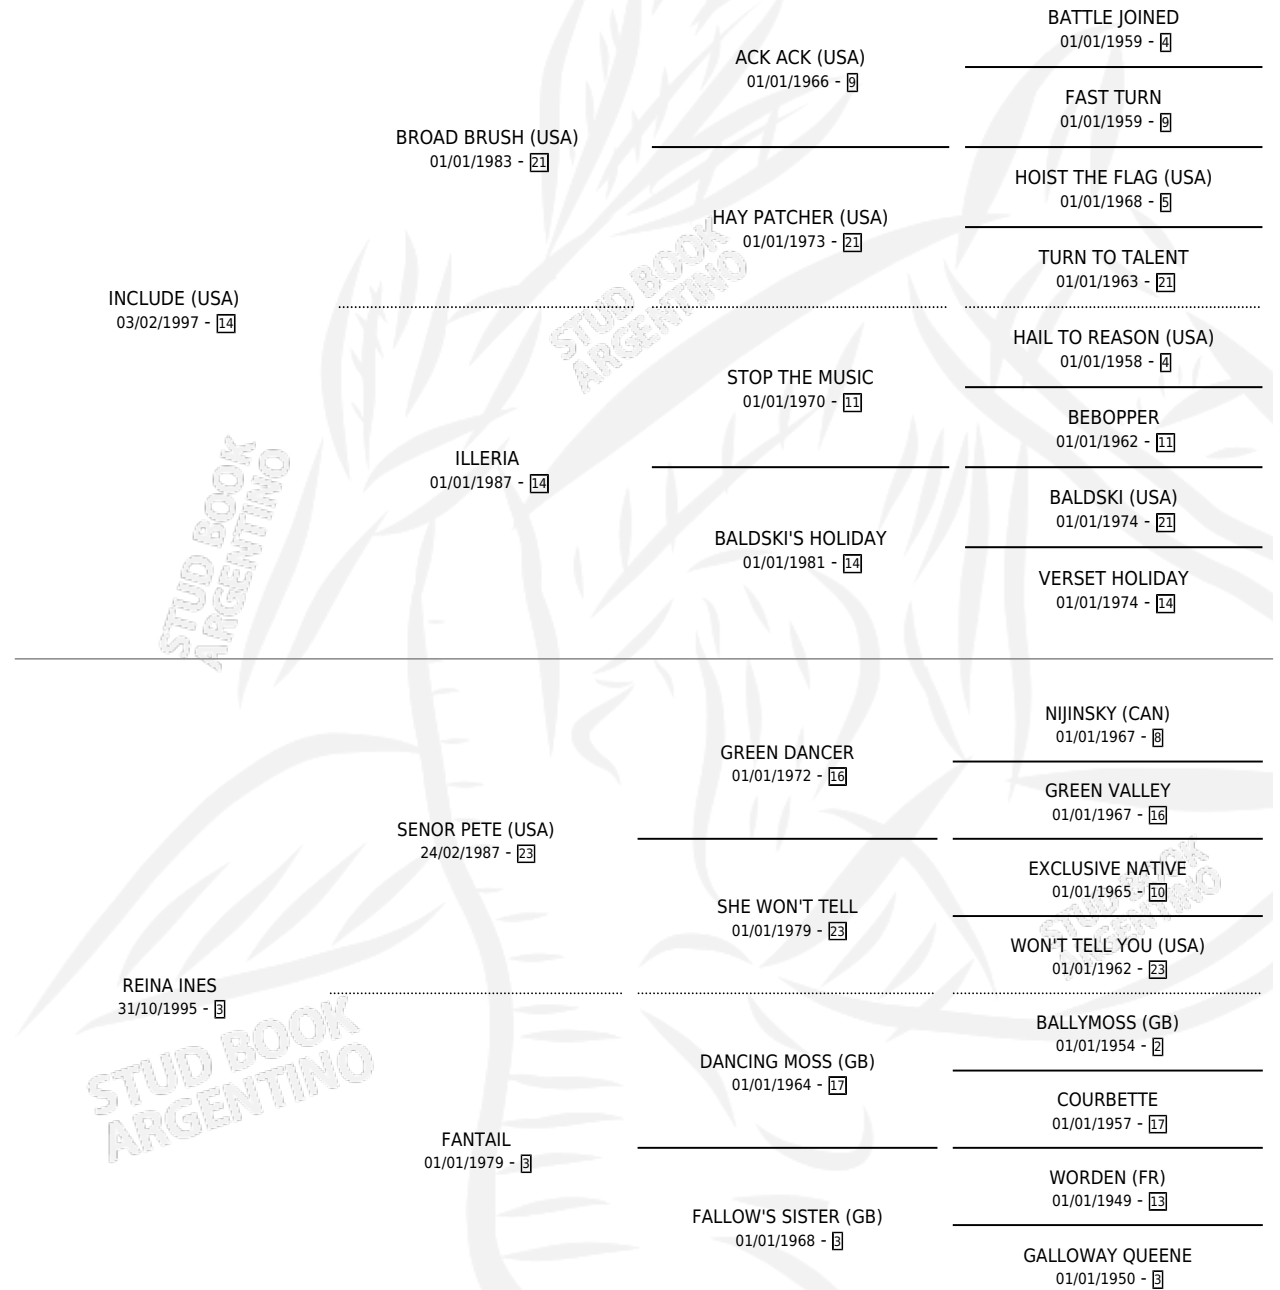 BATTLE JOINED
01/01/1959 - 4
ACK ACK (USA)
01/01/1966 - 9
FAST TURN
01/01/1959 - 9
BROAD BRUSH (USA)
01/01/1983 - 21
HOIST THE FLAG (USA)
01/01/1968 - 5
HAY PATCHER (USA)
01/01/1973 - 21
TURN TO TALENT
01/01/1963 - 21
INCLUDE (USA)
03/02/1997 - 14
STUD BOOK
ARGENTINO
HAIL TO REASON (USA)
01/01/1958 - 4
STOP THE MUSIC
01/01/1970 - 11
BEBOPPER
01/01/1962 - 11
ILLERIA
01/01/1987 - 14
BALDSKI (USA)
01/01/1974 - 21
BALDSKI'S HOLIDAY
01/01/1981 - 14
VERSET HOLIDAY
01/01/1974 - 14
STUD BOOK
ARGENTINO
NIJINSKY (CAN)
01/01/1967 - 8
GREEN DANCER
01/01/1972 - 16
GREEN VALLEY
01/01/1967 - 16
SENOR PETE (USA)
24/02/1987 - 23
EXCLUSIVE NATIVE
01/01/1965 - 10
STUD BOOK
ARGENTINO
SHE WON'T TELL
01/01/1979 - 23
WON'T TELL YOU (USA)
01/01/1962 - 23
REINA INES
31/10/1995 - 3
STUD BOOK
ARGENTINO
BALLYMOSS (GB)
01/01/1954 - 2
DANCING MOSS (GB)
01/01/1964 - 17
COURBETTE
01/01/1957 - 17
FANTAIL
01/01/1979 - 3
WORDEN (FR)
01/01/1949 - 13
FALLOW'S SISTER (GB)
01/01/1968 - 3
GALLOWAY QUEENE
01/01/1950 - 3